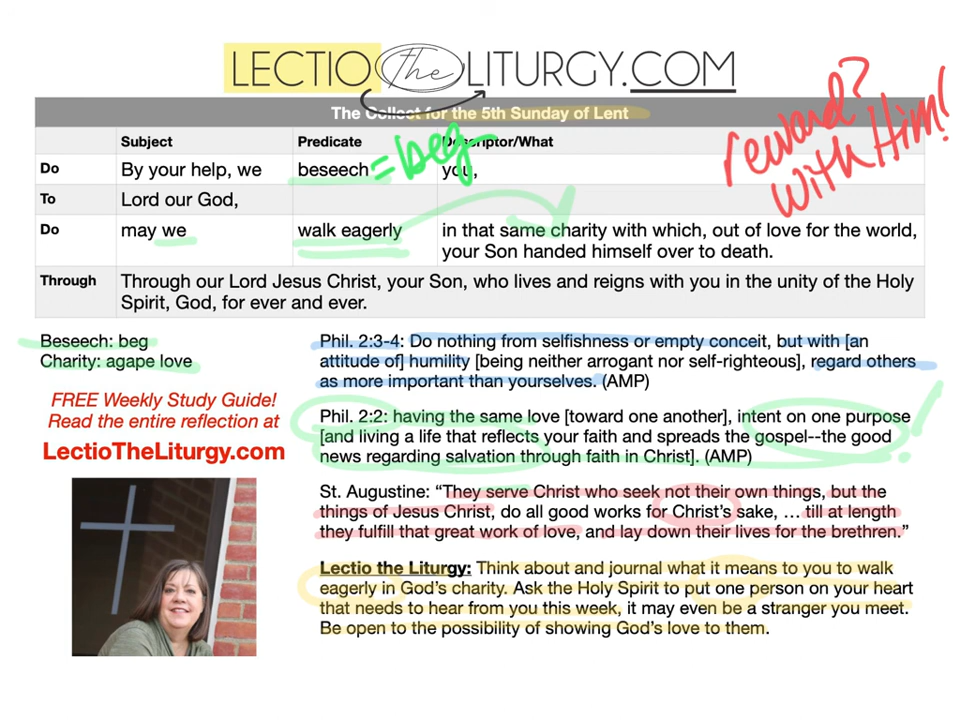 LECTIO the LITURGY.COM
The Collect for the 5th Sunday of Lent
reward?
with Him!
Subject Predicate Descriptor/What
Do By your help, we beseech = beg you,
To Lord our God,
Do may we walk eagerly in that same charity with which, out of love for the world,
your Son handed himself over to death.
Through Through our Lord Jesus Christ, your Son, who lives and reigns with you in the unity of the Holy
Spirit, God, for ever and ever.
Beseech: beg
Charity: agape love
FREE Weekly Study Guide!
Read the entire reflection at
LectioTheLiturgy.com
Phil. 2:3-4: Do nothing from selfishness or empty conceit, but with [an
attitude of] humility [being neither arrogant nor self-righteous], regard others
as more important than yourselves. (AMP)
Phil. 2:2: having the same love [toward one another], intent on one purpose
[and living a life that reflects your faith and spreads the gospel--the good
news regarding salvation through faith in Christ]. (AMP)
St. Augustine: “They serve Christ who seek not their own things, but the
things of Jesus Christ, do all good works for Christ’s sake, … till at length
they fulfill that great work of love, and lay down their lives for the brethren.”
Lectio the Liturgy: Think about and journal what it means to you to walk
eagerly in God’s charity. Ask the Holy Spirit to put one person on your heart
that needs to hear from you this week, it may even be a stranger you meet.
Be open to the possibility of showing God’s love to them.